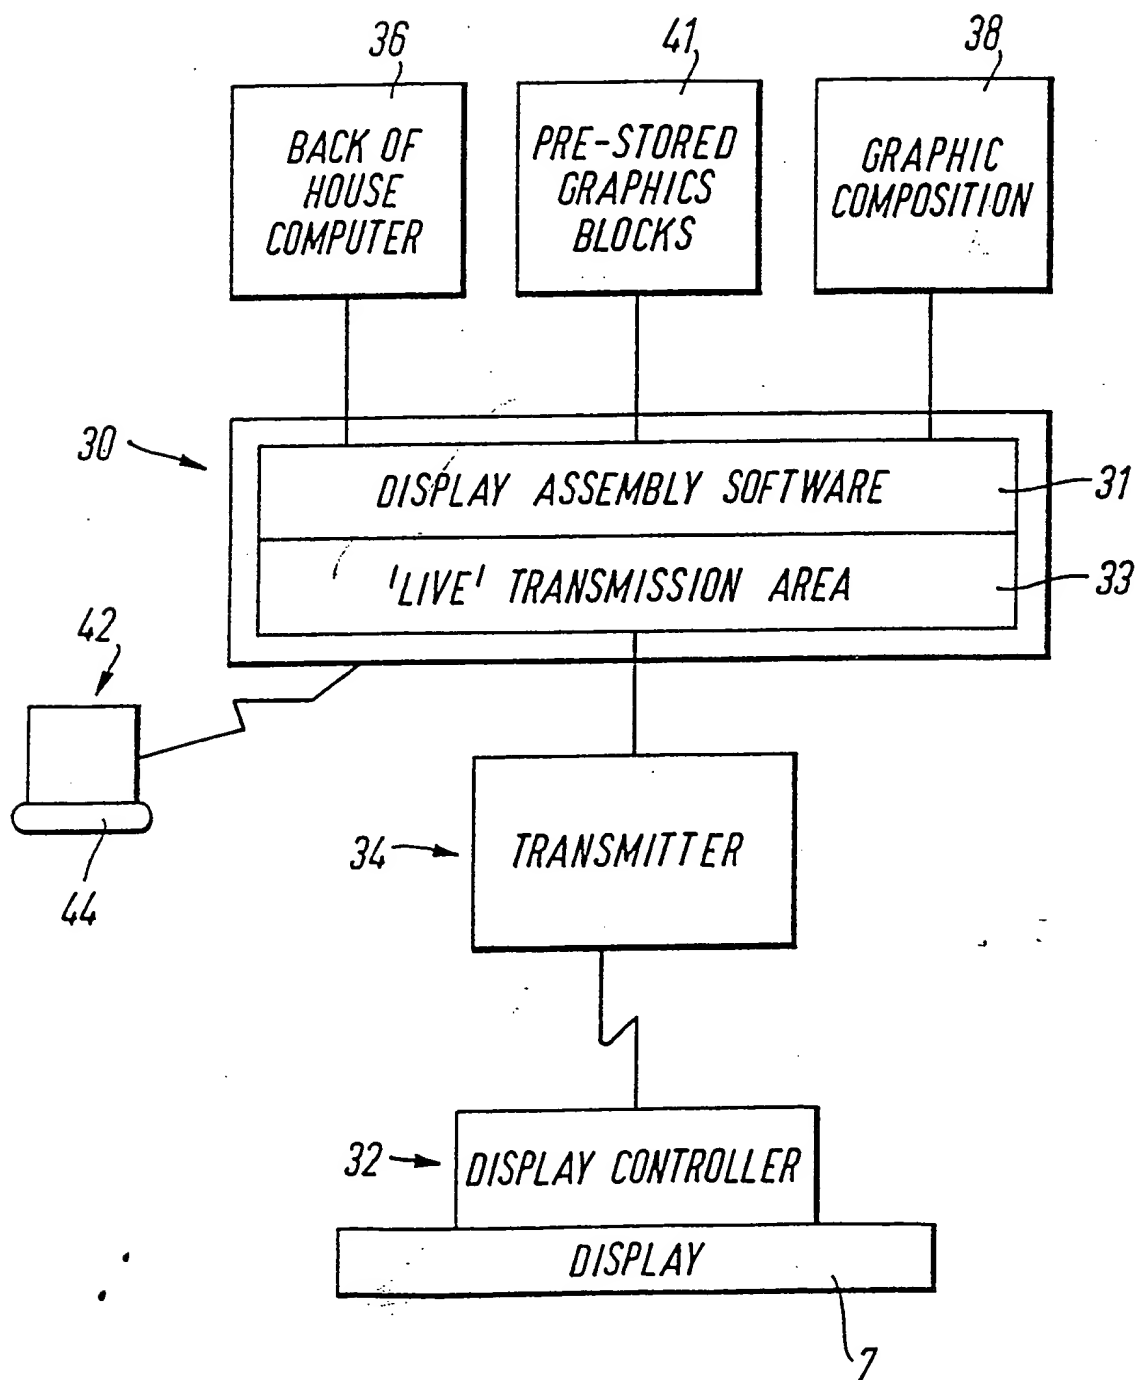 36
41
38
BACK OF
HOUSE
COMPUTER
PRE-STORED
GRAPHICS
BLOCKS
GRAPHIC
COMPOSITION
30
DISPLAY ASSEMBLY SOFTWARE
31
'LIVE' TRANSMISSION AREA
33
42
44
34
TRANSMITTER
32
DISPLAY CONTROLLER
DISPLAY
7